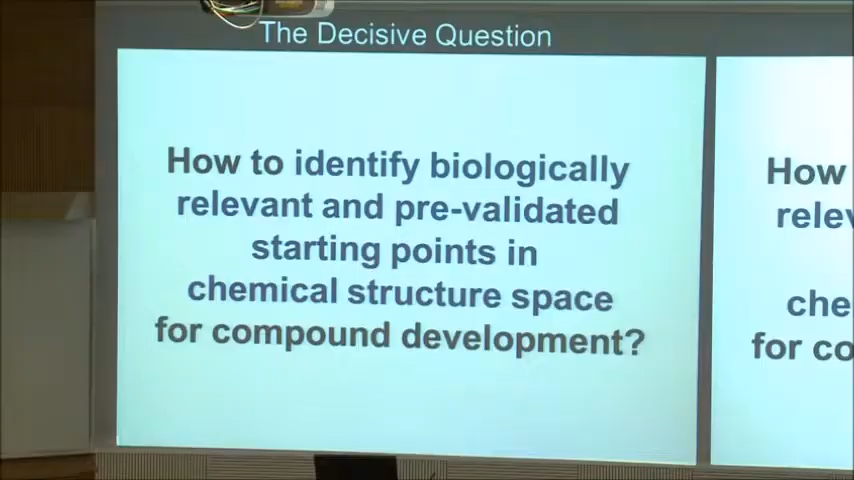 The Decisive Question
How to identify biologically
relevant and pre-validated
starting points in
chemical structure space
for compound development?
How
relev
che
for co